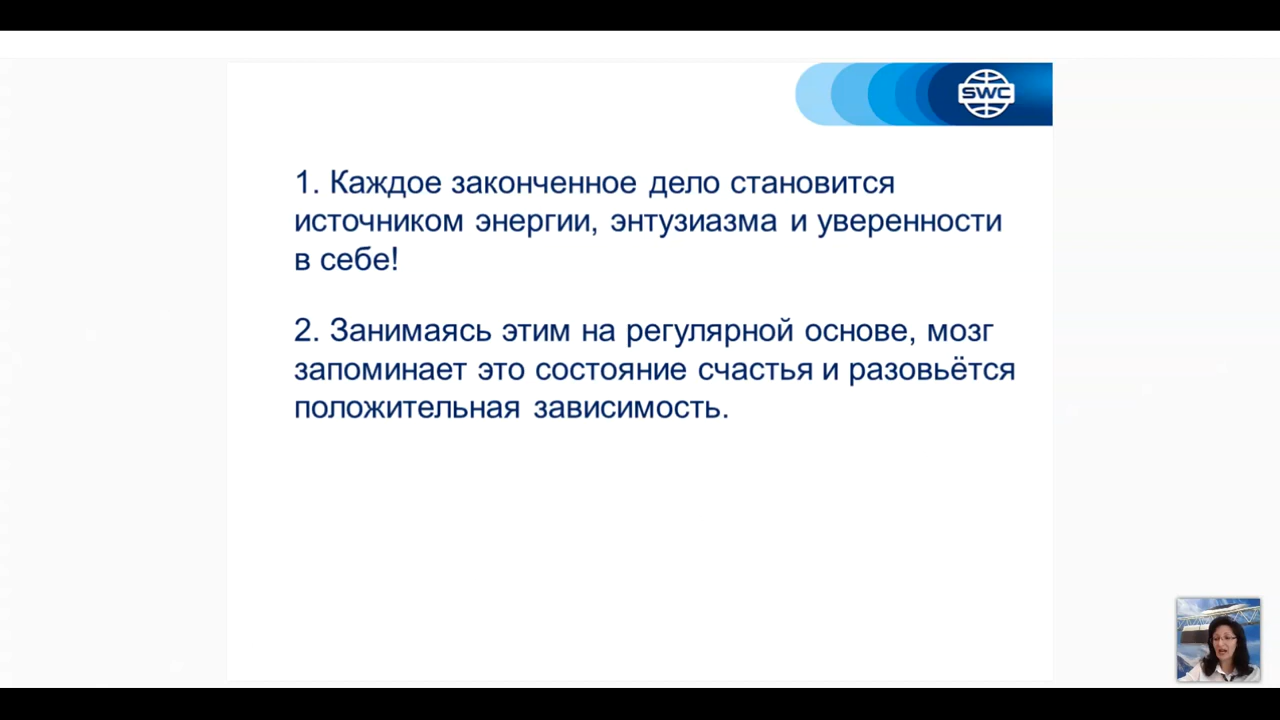 SWC
1. Каждое законченное дело становится
источником энергии, энтузиазма и уверенности
в себе!
2. Занимаясь этим на регулярной основе, мозг
запоминает это состояние счастья и разовьётся
положительная зависимость.